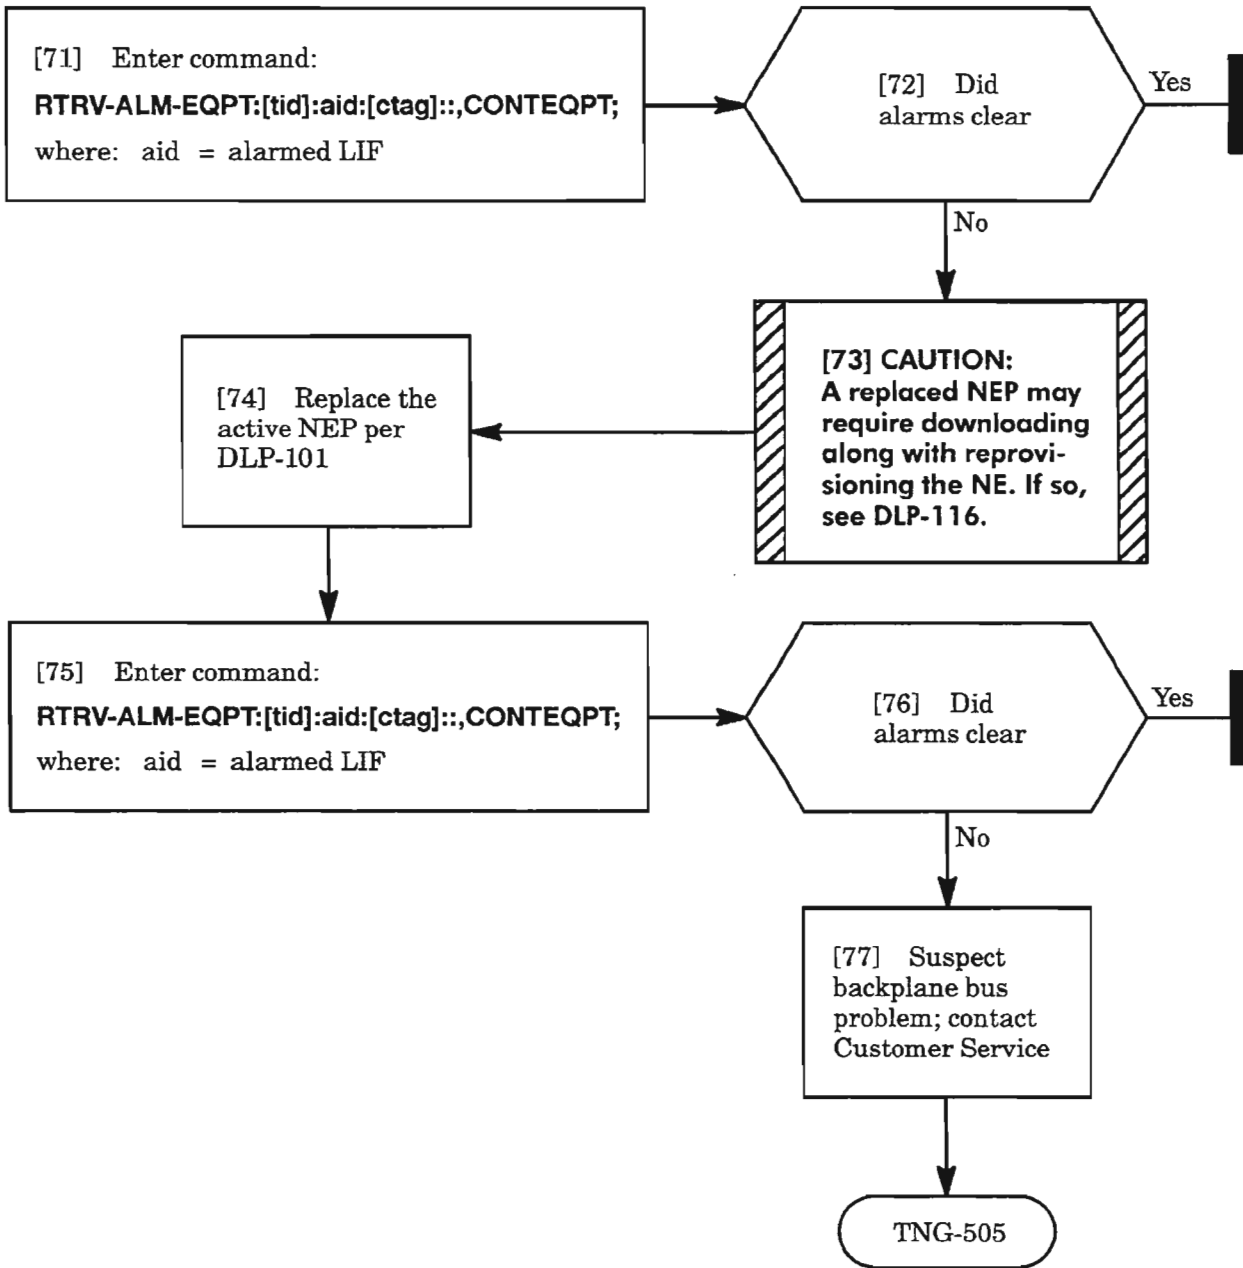 [71] Enter command:
RTRV-ALM-EQPT:[tid]:aid:[ctag]::,CONTEQPT;
where: aid = alarmed LIF
[72] Did
alarms clear
Yes
No
[73] CAUTION:
A replaced NEP may
require downloading
along with reprovi-
sioning the NE. If so,
see DLP-116.
[74] Replace the
active NEP per
DLP-101
[75] Enter command:
RTRV-ALM-EQPT:[tid]:aid:[ctag]::,CONTEQPT;
where: aid = alarmed LIF
[76] Did
alarms clear
Yes
No
[77] Suspect
backplane bus
problem; contact
Customer Service
TNG-505